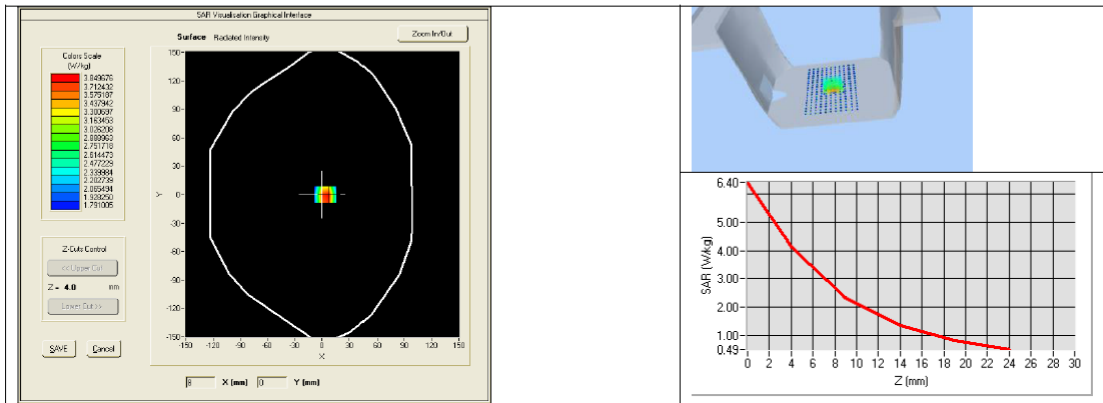 SAR Visualisation Graphical Interface
Surface Radiated Intensity
Zoom In/Out
Colors Scale
(W/kg)
3.849676
3.712432
3.575187
3.437942
3.300697
3.163453
3.026208
2.888963
2.751718
2.614473
2.477229
2.339984
2.202739
2.065494
1.928250
1.791005
Z-Cuts Control
<< Upper Cut
Z = 4.0 mm
Lower Cut >>
SAVE Cancel
150-
120-
90-
60-
30-
Y 0-
-30-
-60-
-90-
-120-
-150-
-150 -120 -90 -60 -30 0 30 60 90 120 150
X
8 X (mm) 0 Y (mm)
SAR (W/kg)
6.40
4.00
3.00
2.00
1.00
0.49
0 2 4 6 8 10 12 14 16 18 20 22 24 26 28 30
Z (mm)